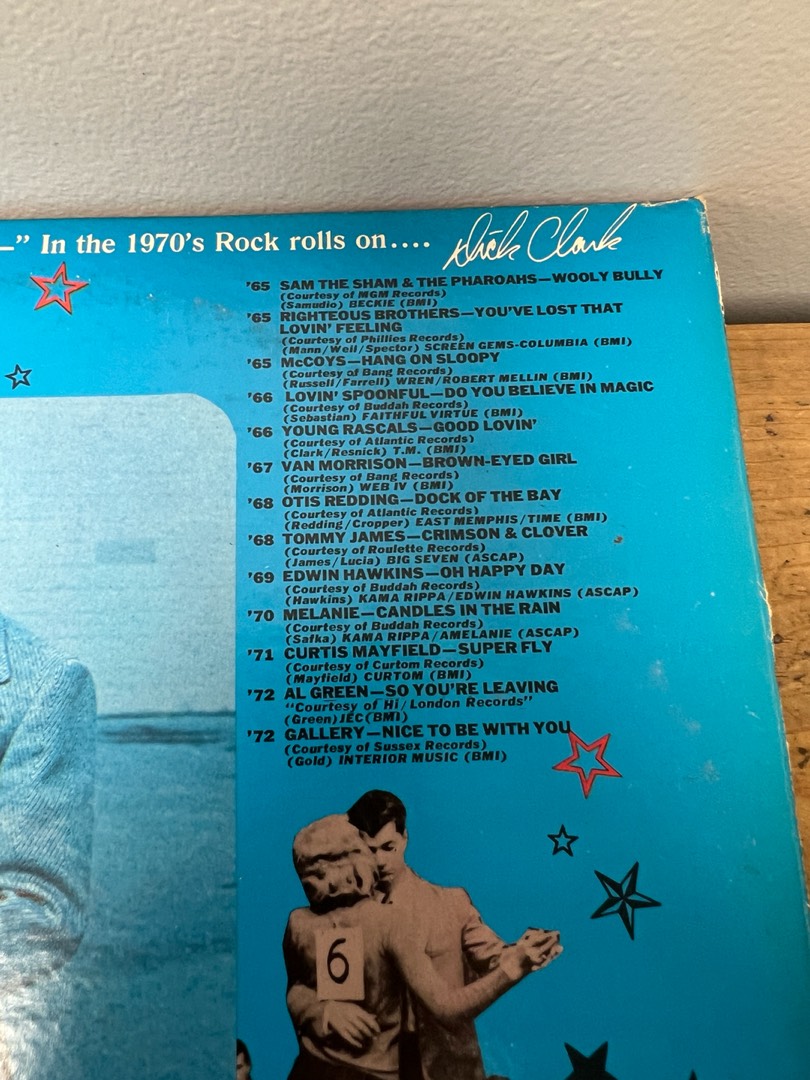 —” In the 1970’s Rock rolls on....
Dick Clark
’65 SAM THE SHAM & THE PHAROAHS—WOOLY BULLY
(Courtesy of MGM Records)
(Samudio) BECKIE (BMI)
’65 RIGHTEOUS BROTHERS—YOU’VE LOST THAT
LOVIN’ FEELING
(Courtesy of Phillies Records)
(Mann/Weil/Spector) SCREEN GEMS-COLUMBIA (BMI)
’65 McCOYS—HANG ON SLOOPY
(Courtesy of Bang Records)
(Russell/Farrell) WREN/ROBERT MELLIN (BMI)
’66 LOVIN’ SPOONFUL—DO YOU BELIEVE IN MAGIC
(Courtesy of Buddah Records)
(Sebastian) FAITHFUL VIRTUE (BMI)
’66 YOUNG RASCALS—GOOD LOVIN’
(Courtesy of Atlantic Records)
(Clark/Resnick) T.M. (BMI)
’67 VAN MORRISON—BROWN-EYED GIRL
(Courtesy of Bang Records)
(Morrison) WEB IV (BMI)
’68 OTIS REDDING—DOCK OF THE BAY
(Courtesy of Atlantic Records)
(Redding/Cropper) EAST MEMPHIS/TIME (BMI)
’68 TOMMY JAMES—CRIMSON & CLOVER
(Courtesy of Roulette Records)
(James/Lucia) BIG SEVEN (ASCAP)
’69 EDWIN HAWKINS—OH HAPPY DAY
(Courtesy of Buddah Records)
(Hawkins) KAMA RIPPA/EDWIN HAWKINS (ASCAP)
’70 MELANIE—CANDLES IN THE RAIN
(Courtesy of Buddah Records)
(Safka) KAMA RIPPA/AMELANIE (ASCAP)
’71 CURTIS MAYFIELD—SUPER FLY
(Courtesy of Curtom Records)
(Mayfield) CURTOM (BMI)
’72 AL GREEN—SO YOU’RE LEAVING
“Courtesy of Hi/London Records”
(Green) JEC (BMI)
’72 GALLERY—NICE TO BE WITH YOU
(Courtesy of Sussex Records)
(Gold) INTERIOR MUSIC (BMI)
6